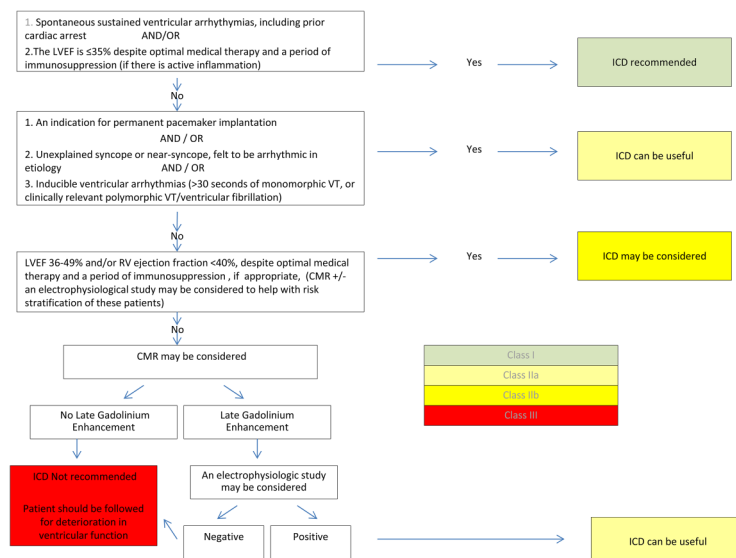 1. Spontaneous sustained ventricular arrhythymias, including prior
cardiac arrest AND/OR
2.The LVEF is ≤35% despite optimal medical therapy and a period of
immunosuppression (if there is active inflammation)
Yes
ICD recommended
No
1. An indication for permanent pacemaker implantation
AND / OR
2. Unexplained syncope or near-syncope, felt to be arrhythmic in
etiology AND / OR
3. Inducible ventricular arrhythmias (>30 seconds of monomorphic VT, or
clinically relevant polymorphic VT/ventricular fibrillation)
Yes
ICD can be useful
No
LVEF 36-49% and/or RV ejection fraction <40%, despite optimal medical
therapy and a period of immunosuppression , if appropriate, (CMR +/-
an electrophysiological study may be considered to help with risk
stratification of these patients)
Yes
ICD may be considered
No
CMR may be considered
Class I
Class IIa
Class IIb
Class III
No Late Gadolinium
Enhancement
Late Gadolinium
Enhancement
ICD Not recommended
Patient should be followed
for deterioration in
ventricular function
An electrophysiologic study
may be considered
Negative
Positive
ICD can be useful